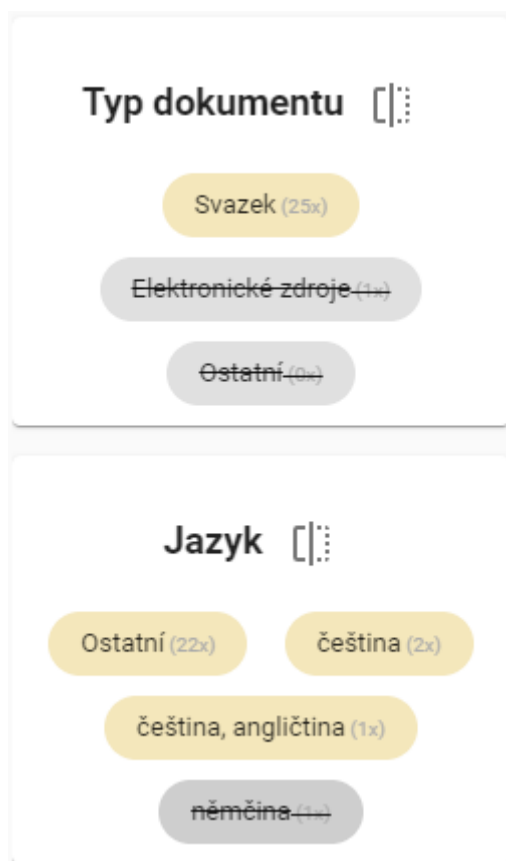 Typ dokumentu
Svazek (25x)
Elektronické zdroje (1x)
Ostatní (0x)
Jazyk
Ostatní (22x) čeština (2x)
čeština, angličtina (1x)
němčina (1x)